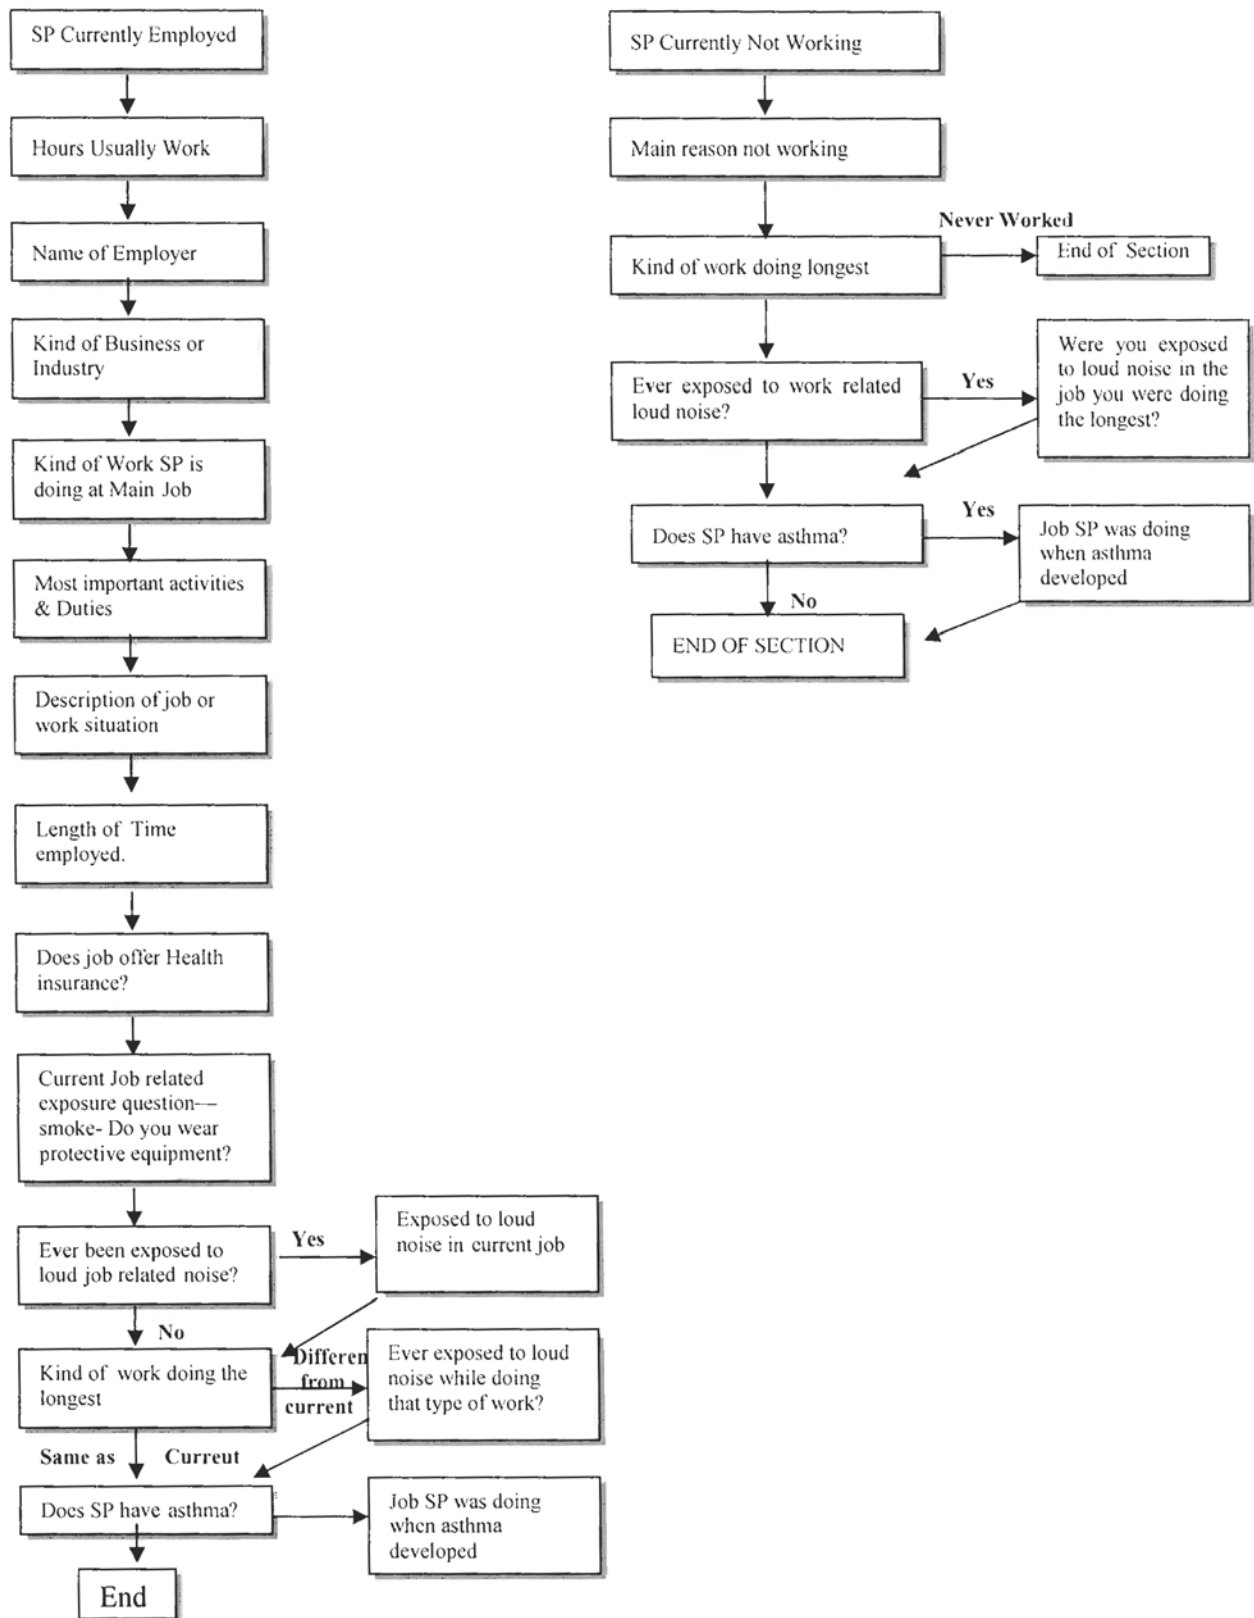 SP Currently Employed
Hours Usually Work
Name of Employer
Kind of Business or
Industry
Kind of Work SP is
doing at Main Job
Most important activities
& Duties
Description of job or
work situation
Length of Time
employed.
Does job offer Health
insurance?
Current Job related
exposure question—
smoke- Do you wear
protective equipment?
Ever been exposed to
loud job related noise?
Yes
Exposed to loud
noise in current job
No
Kind of work doing the
longest
Differen
from
current
Ever exposed to loud
noise while doing
that type of work?
Same as Curreut
Does SP have asthma?
Job SP was doing
when asthma
developed
End
SP Currently Not Working
Main reason not working
Kind of work doing longest
Never Worked
End of Section
Ever exposed to work related
loud noise?
Yes
Were you exposed
to loud noise in the
job you were doing
the longest?
Does SP have asthma?
Yes
Job SP was doing
when asthma
developed
No
END OF SECTION